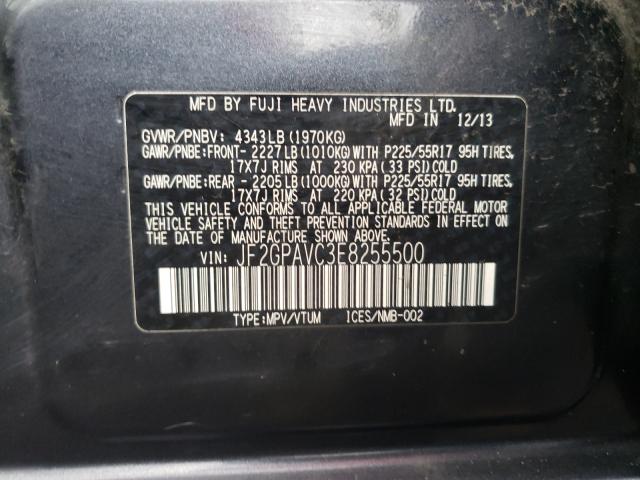 MFD BY FUJI HEAVY INDUSTRIES LTD.
MFD IN 12/13
GVWR/PNBV: 4343LB(1970KG)
GAWR/PNBE:FRONT-2227LB(1010KG)WITH P225/55R17 95H TIRES,
17X7J RIMS AT 230 KPA(33 PSI)COLD
GAWR/PNBE:REAR -2205LB(1000KG)WITH P225/55R17 95H TIRES,
17X7J RIMS AT 220 KPA(32 PSI)COLD
THIS VEHICLE CONFORMS TO ALL APPLICABLE FEDERAL MOTOR
VEHICLE SAFETY AND THEFT PREVENTION STANDARDS IN EFFECT ON
THE DATE OF MANUFACTURE SHOWN ABOVE.
VIN: JF2GPAVC3E8255500
TYPE:MPV/VTUM ICES/NMB-002